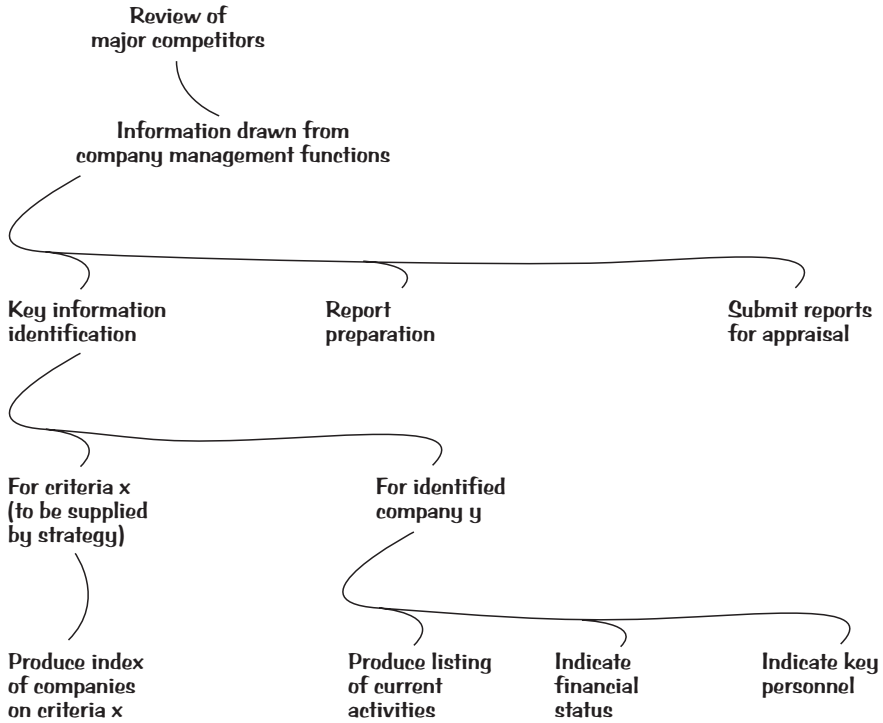 Review of
major competitors
Information drawn from
company management functions
Key information
identification
Report
preparation
Submit reports
for appraisal
For criteria x
(to be supplied
by strategy)
For identified
company y
Produce index
of companies
on criteria x
Produce listing
of current
activities
Indicate
financial
status
Indicate key
personnel